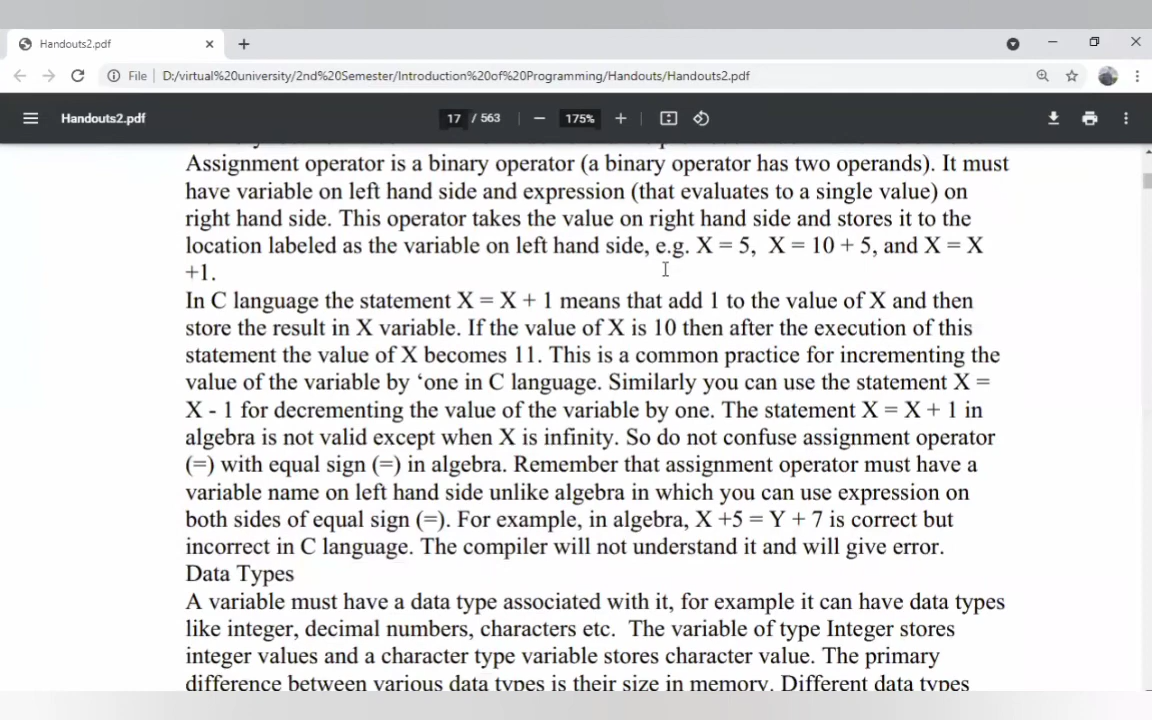 Handouts2.pdf
File D:/virtual%20university/2nd%20Semester/Introduction%20of%20Programming/Handouts/Handouts2.pdf
Handouts2.pdf 17 / 563 175%
Assignment operator is a binary operator (a binary operator has two operands). It must
have variable on left hand side and expression (that evaluates to a single value) on
right hand side. This operator takes the value on right hand side and stores it to the
location labeled as the variable on left hand side, e.g. X = 5, X = 10 + 5, and X = X
+1.
In C language the statement X = X + 1 means that add 1 to the value of X and then
store the result in X variable. If the value of X is 10 then after the execution of this
statement the value of X becomes 11. This is a common practice for incrementing the
value of the variable by ‘one in C language. Similarly you can use the statement X =
X - 1 for decrementing the value of the variable by one. The statement X = X + 1 in
algebra is not valid except when X is infinity. So do not confuse assignment operator
(=) with equal sign (=) in algebra. Remember that assignment operator must have a
variable name on left hand side unlike algebra in which you can use expression on
both sides of equal sign (=). For example, in algebra, X +5 = Y + 7 is correct but
incorrect in C language. The compiler will not understand it and will give error.
Data Types
A variable must have a data type associated with it, for example it can have data types
like integer, decimal numbers, characters etc. The variable of type Integer stores
integer values and a character type variable stores character value. The primary
difference between various data types is their size in memory. Different data types